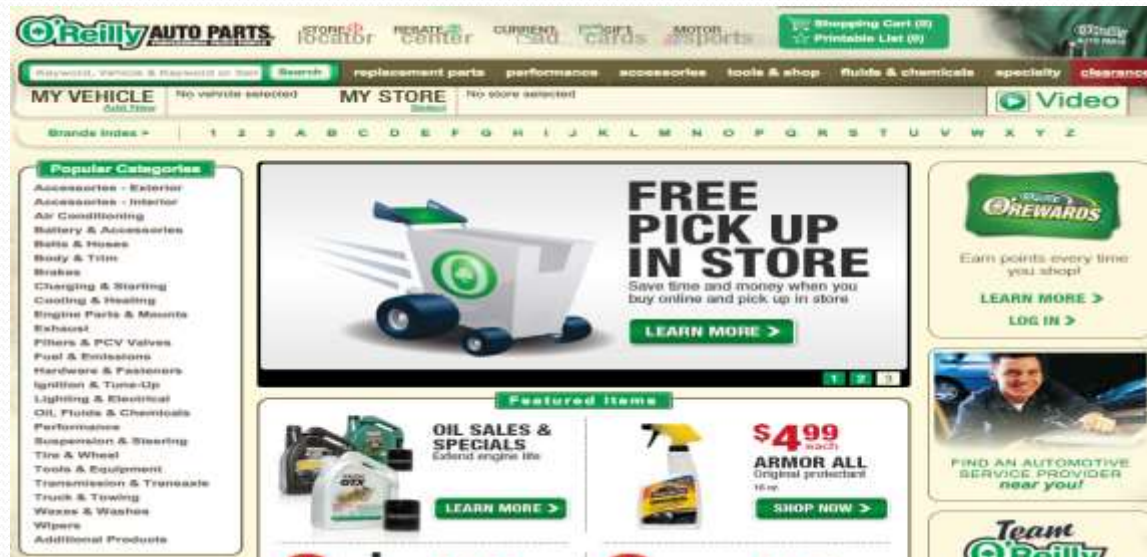 O'Reilly AUTO PARTS
STORE locator
REBATE center
CURRENT ad
GIFT cards
MOTOR sports
Shopping Cart (0)
Printable List (0)
Search
replacement parts performance accessories tools & shop fluids & chemicals specialty clearance
MY VEHICLE
No vehicle selected
Add New
MY STORE
No store selected
Select
Video
Brands Index
1 2 3 A B C D E F G H I J K L M N O P Q R S T U V W X Y Z
Popular Categories
Accessories - Exterior
Accessories - Interior
Air Conditioning
Battery & Accessories
Belts & Hoses
Body & Trim
Brakes
Charging & Starting
Cooling & Heating
Engine Parts & Mounts
Exhaust
Filters & PCV Valves
Fuel & Emissions
Hardware & Fasteners
Ignition & Tune-Up
Lighting & Electrical
Oil, Fluids & Chemicals
Performance
Suspension & Steering
Tire & Wheel
Tools & Equipment
Transmission & Transaxle
Truck & Towing
Waxes & Washes
Wipers
Additional Products
FREE
PICK UP
IN STORE
Save time and money when you
buy online and pick up in store
LEARN MORE >
1 2 3
Featured Items
OIL SALES &
SPECIALS
Extend engine life
LEARN MORE >
$4.99
each
ARMOR ALL
Original protectant
16 oz.
SHOP NOW >
O'REWARDS
Earn points every time
you shop!
LEARN MORE >
LOG IN >
FIND AN AUTOMOTIVE
SERVICE PROVIDER
near you!
Team
O'Reilly